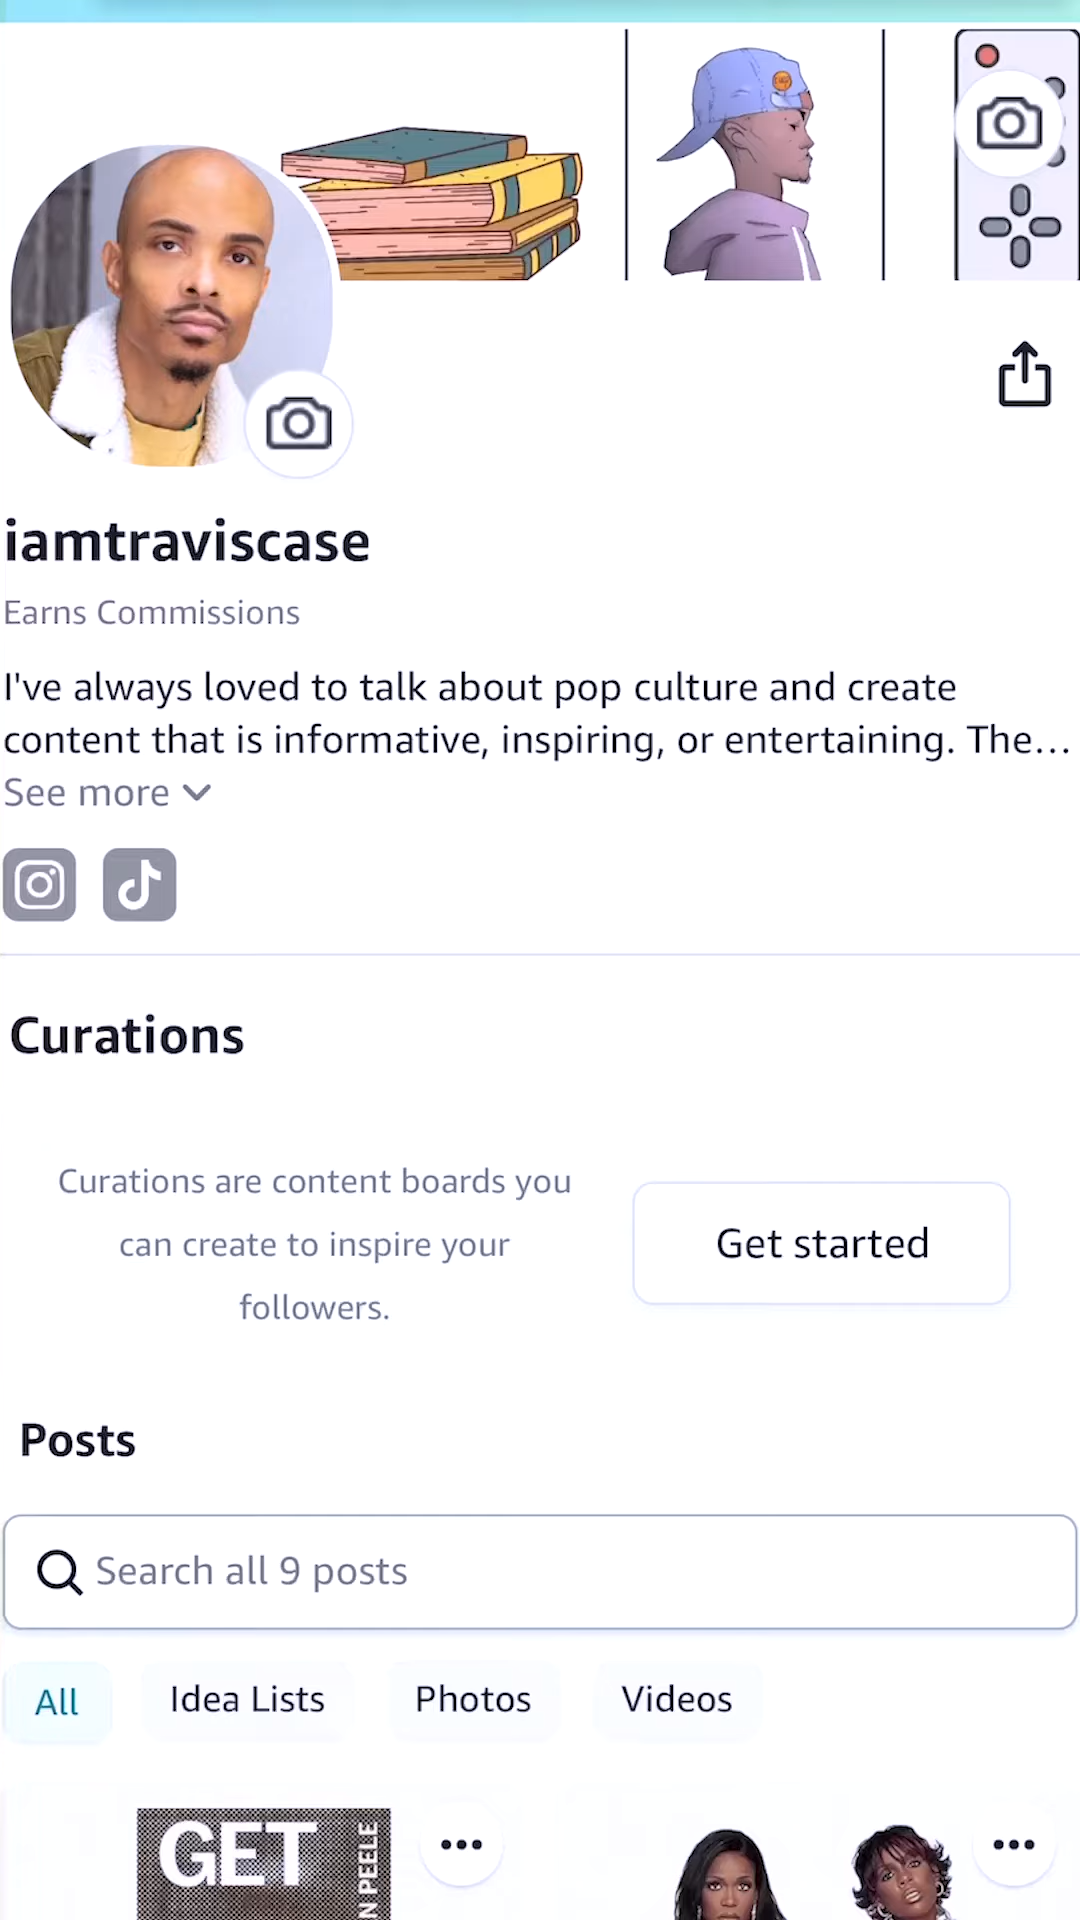 iamtraviscase
Earns Commissions
I've always loved to talk about pop culture and create
content that is informative, inspiring, or entertaining. The...
See more
Curations
Curations are content boards you
can create to inspire your
followers.
Get started
Posts
Search all 9 posts
All
Idea Lists
Photos
Videos
GET
N PEELE